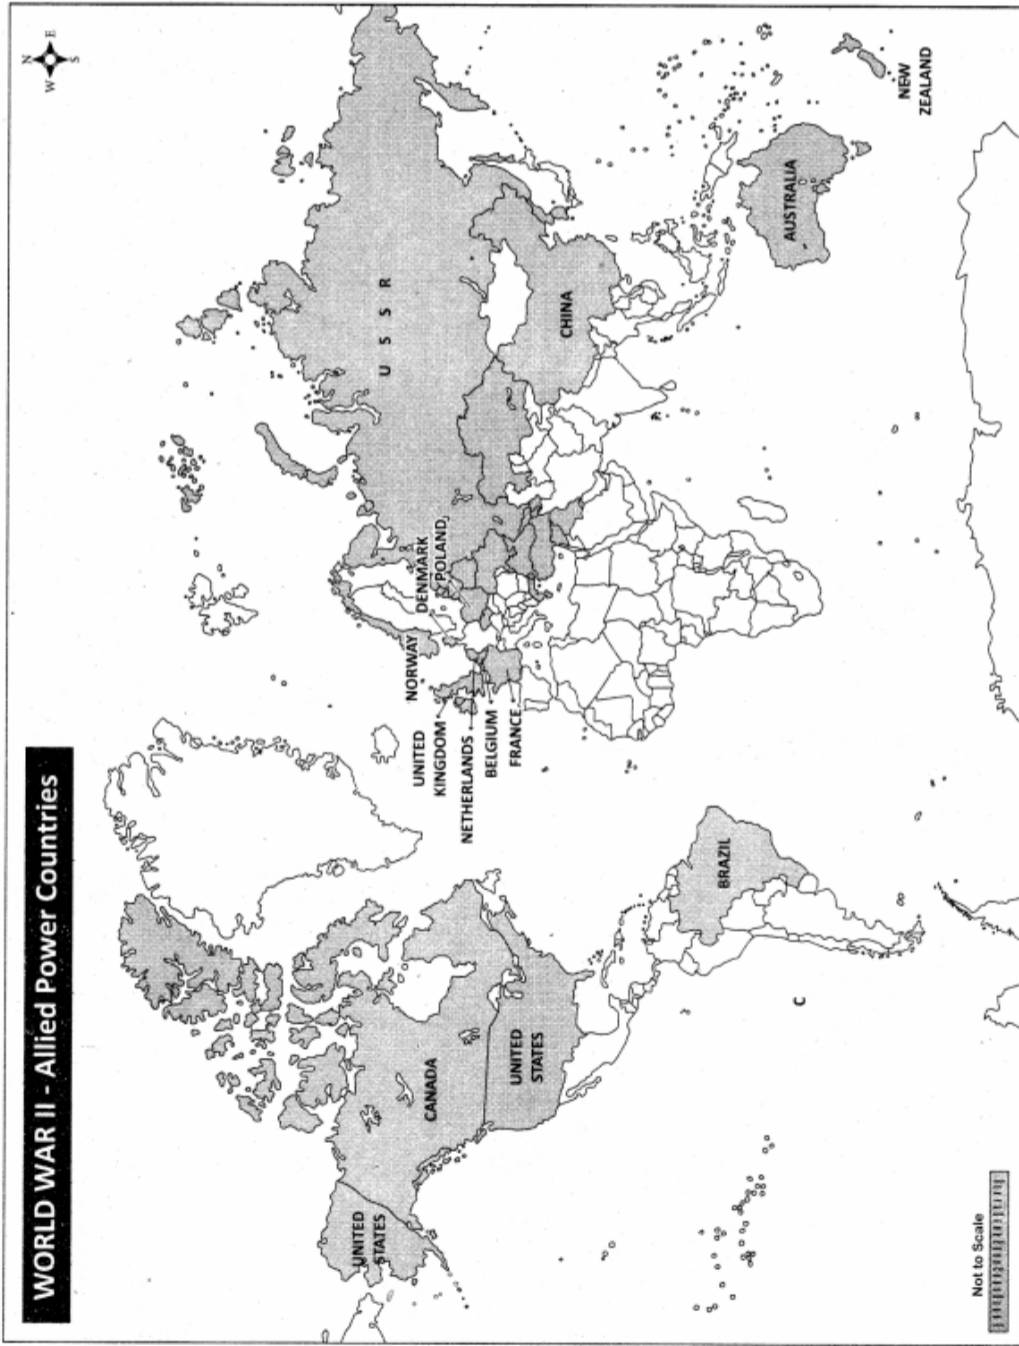 WORLD WAR II - Allied Power Countries
N
W
E
S
UNITED
STATES
CANADA
UNITED
STATES
BRAZIL
C
UNITED
KINGDOM
NETHERLANDS
BELGIUM
FRANCE
NORWAY
DENMARK
POLAND
U S S R
CHINA
AUSTRALIA
NEW
ZEALAND
Not to Scale